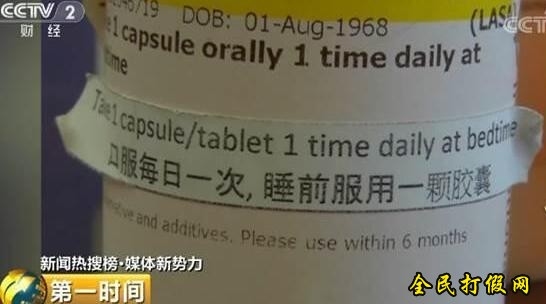 CCTV 2
财经
/19 DOB: 01-Aug-1968 (LASA
CCT
capsule orally 1 time daily at
Take 1 capsule/tablet 1 time daily at bedtime
口服每日一次, 睡前服用一颗胶囊
and additives. Please use within 6 months
新闻热搜榜·媒体新势力
第一时间
全民打假网